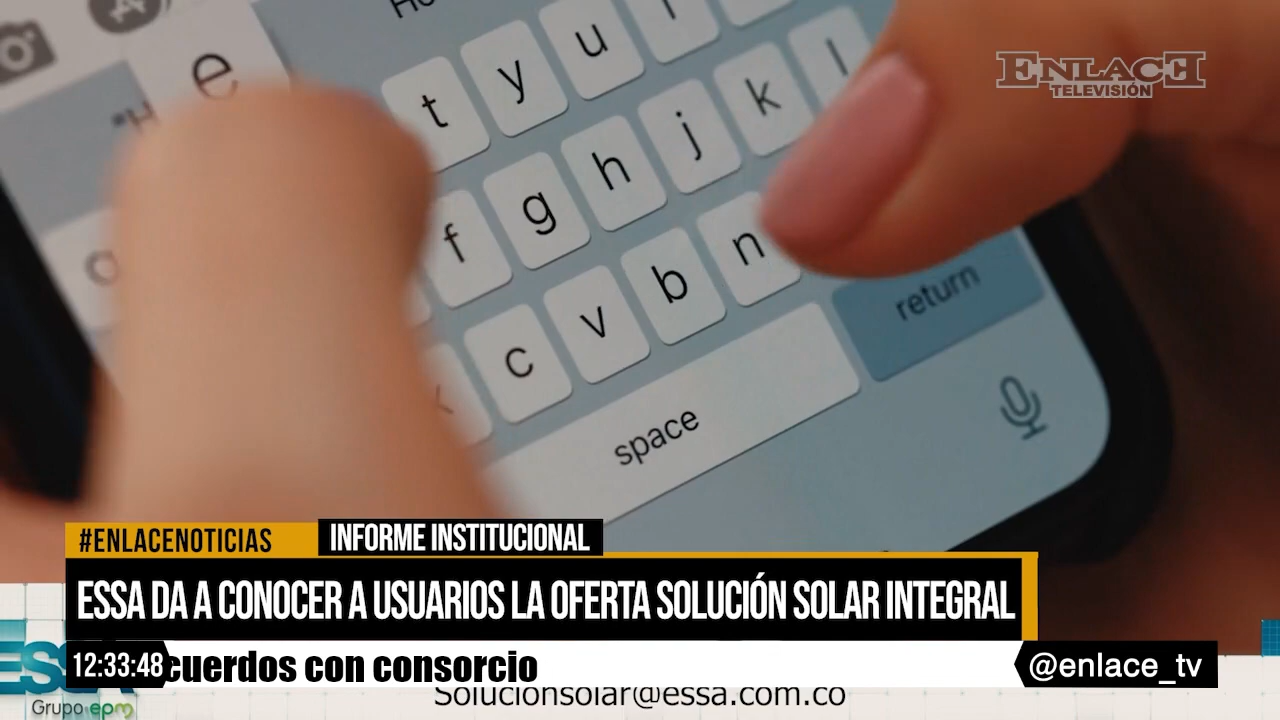 ENLACE
TELEVISIÓN
e
t y u
f g h j k l
c v b n
space
return
#ENLACENOTICIAS
INFORME INSTITUCIONAL
ESSA DA A CONOCER A USUARIOS LA OFERTA SOLUCIÓN SOLAR INTEGRAL
12:33:48
cuerdos con consorcio
@enlace_tv
Solucionsolar@essa.com.co
Grupo epm